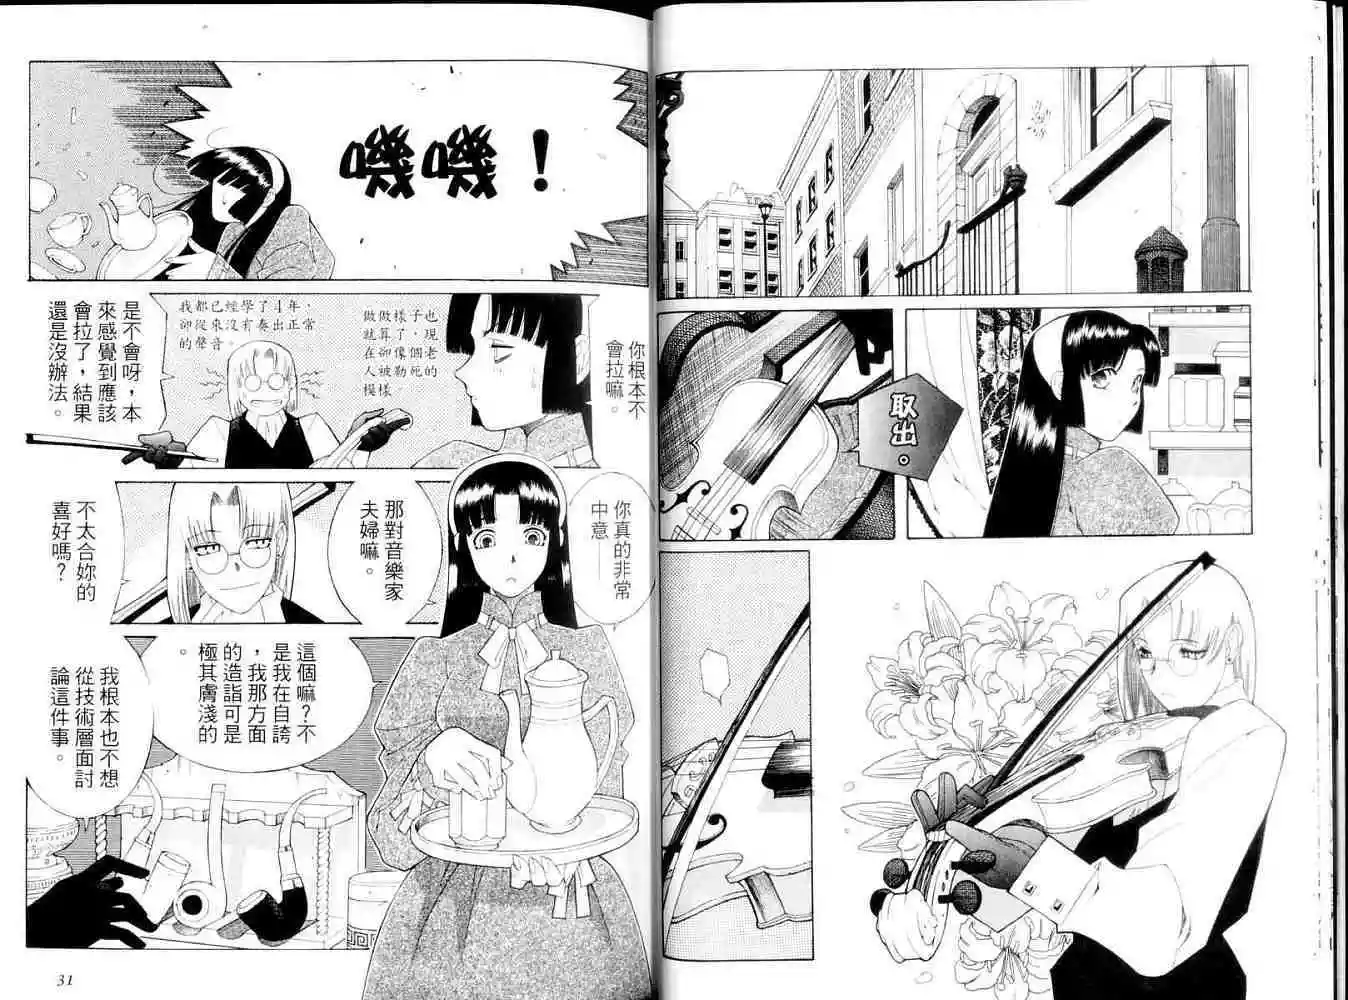 取出。
嘰嘰！
你根本不
會拉嘛。
做做樣子也
就算了，現
在卻像個老
人被勒死的
模樣
我都已經學了4年，
卻從來沒有奏出正常
的聲音。
是不會呀，本
來感覺到應該
會拉了，結果
還是沒辦法。
你真的非常
中意——
那對音樂家
夫婦嘛。
不太合妳的
喜好嗎？
這個嘛？不
是我在自誇
，我那方面
的造詣可是
極其膚淺的
。
我根本也不想
從技術層面討
論這件事。
31